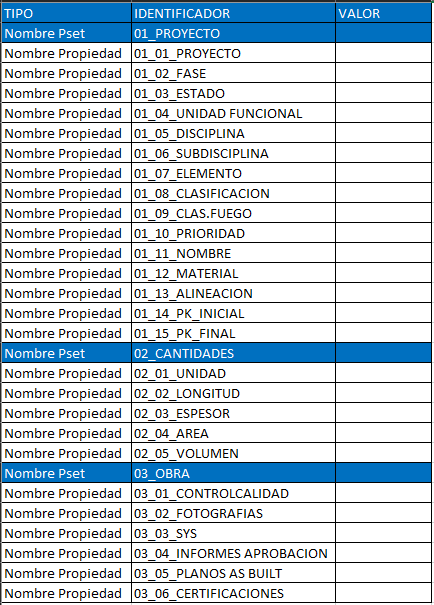 TIPO IDENTIFICADOR VALOR
Nombre Pset 01_PROYECTO
Nombre Propiedad 01_01_PROYECTO
Nombre Propiedad 01_02_FASE
Nombre Propiedad 01_03_ESTADO
Nombre Propiedad 01_04_UNIDAD FUNCIONAL
Nombre Propiedad 01_05_DISCIPLINA
Nombre Propiedad 01_06_SUBDISCIPLINA
Nombre Propiedad 01_07_ELEMENTO
Nombre Propiedad 01_08_CLASIFICACION
Nombre Propiedad 01_09_CLAS.FUEGO
Nombre Propiedad 01_10_PRIORIDAD
Nombre Propiedad 01_11_NOMBRE
Nombre Propiedad 01_12_MATERIAL
Nombre Propiedad 01_13_ALINEACION
Nombre Propiedad 01_14_PK_INICIAL
Nombre Propiedad 01_15_PK_FINAL
Nombre Pset 02_CANTIDADES
Nombre Propiedad 02_01_UNIDAD
Nombre Propiedad 02_02_LONGITUD
Nombre Propiedad 02_03_ESPESOR
Nombre Propiedad 02_04_AREA
Nombre Propiedad 02_05_VOLUMEN
Nombre Pset 03_OBRA
Nombre Propiedad 03_01_CONTROLCALIDAD
Nombre Propiedad 03_02_FOTOGRAFIAS
Nombre Propiedad 03_03_SYS
Nombre Propiedad 03_04_INFORMES APROBACION
Nombre Propiedad 03_05_PLANOS AS BUILT
Nombre Propiedad 03_06_CERTIFICACIONES